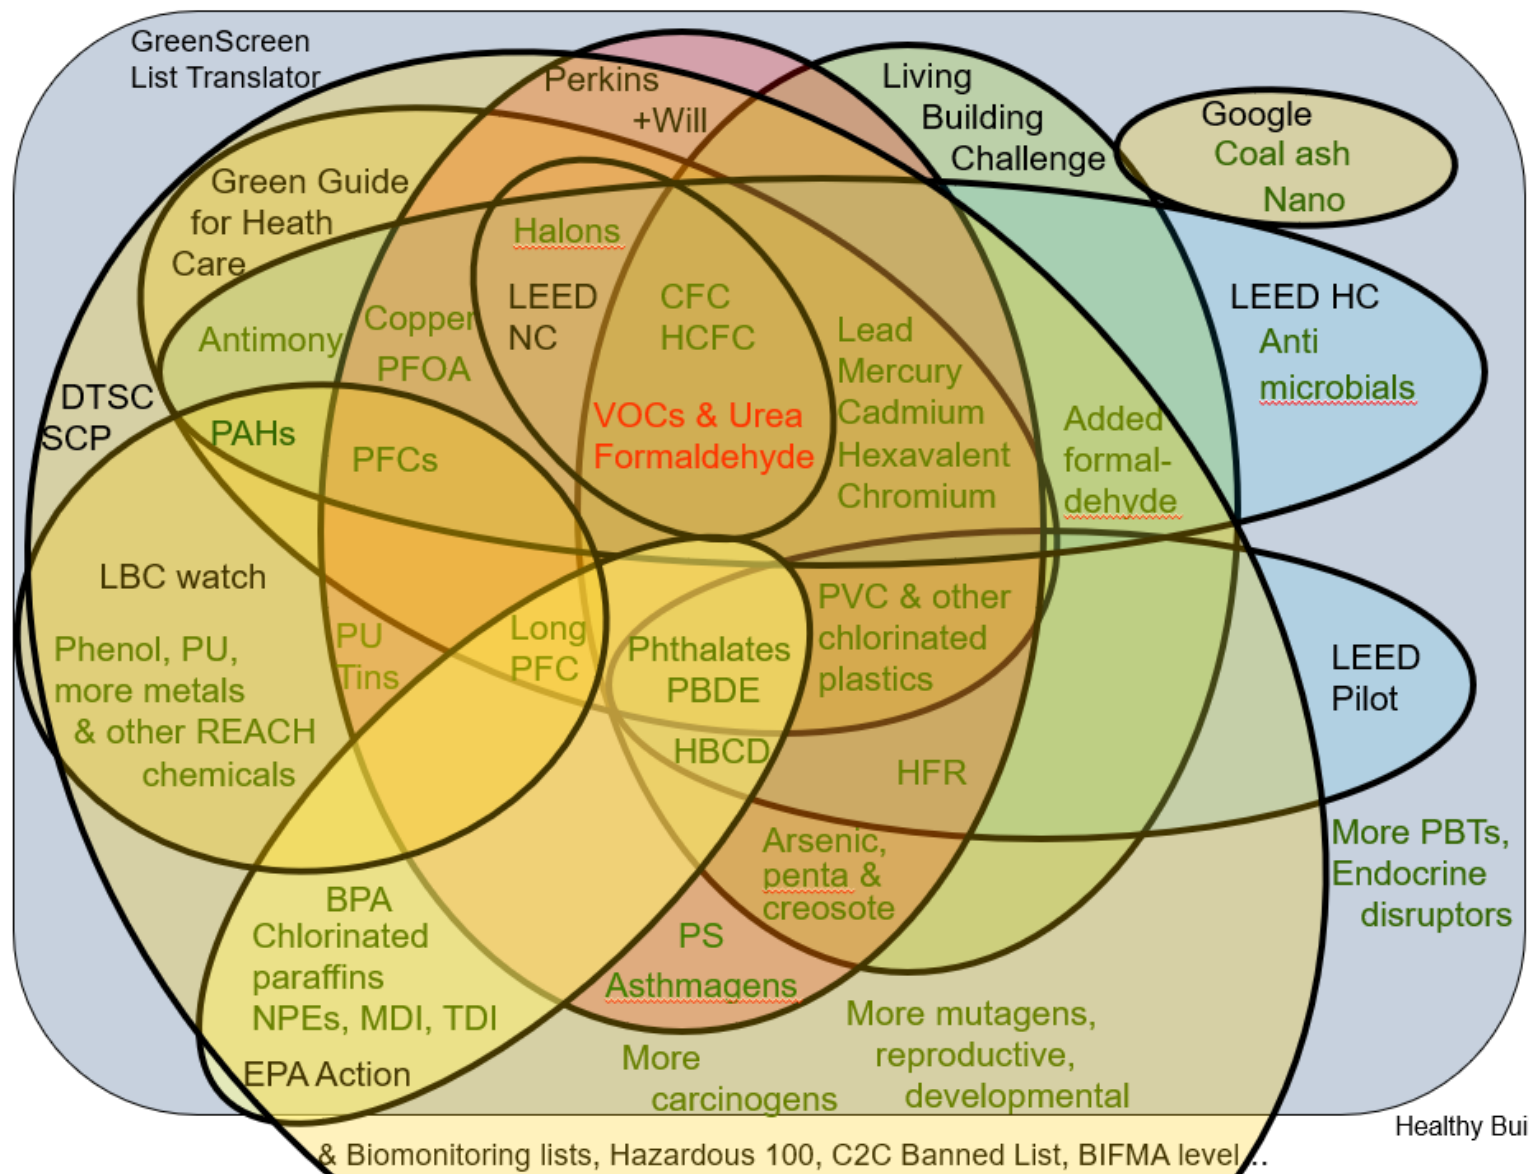 GreenScreen
List Translator
Perkins
+Will
Living
Building
Challenge
Google
Coal ash
Nano
Green Guide
for Heath
Care
Halons
LEED
NC
CFC
HCFC
LEED HC
Anti
microbials
Antimony
Copper
PFOA
Lead
Mercury
Cadmium
Hexavalent
Chromium
DTSC
SCP
PAHs
PFCs
VOCs & Urea
Formaldehyde
Added
formal-
dehyde
LBC watch
Phenol, PU,
more metals
& other REACH
chemicals
PU
Tins
Long
PFC
Phthalates
PBDE
HBCD
PVC & other
chlorinated
plastics
HFR
LEED
Pilot
More PBTs,
Endocrine
disruptors
Arsenic,
penta &
creosote
BPA
Chlorinated
paraffins
NPEs, MDI, TDI
EPA Action
PS
Asthmagens
More
carcinogens
More mutagens,
reproductive,
developmental
Healthy Bui
& Biomonitoring lists, Hazardous 100, C2C Banned List, BIFMA level...